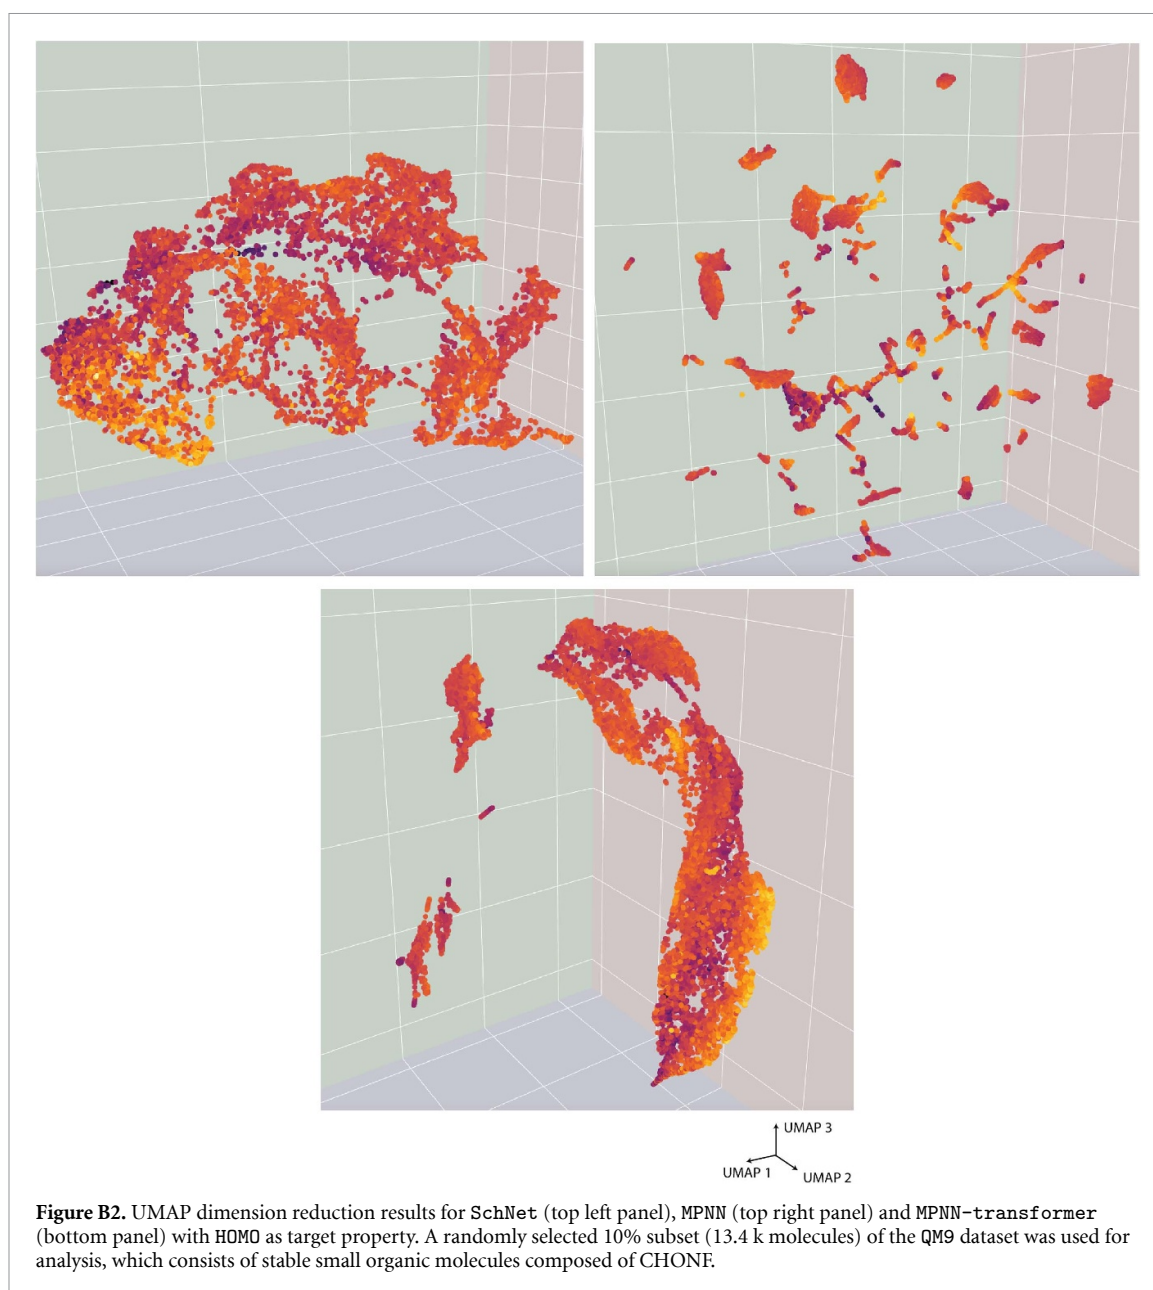 UMAP 3
UMAP 1
UMAP 2
Figure B2. UMAP dimension reduction results for SchNet (top left panel), MPNN (top right panel) and MPNN-transformer
(bottom panel) with HOMO as target property. A randomly selected 10% subset (13.4 k molecules) of the QM9 dataset was used for
analysis, which consists of stable small organic molecules composed of CHONF.